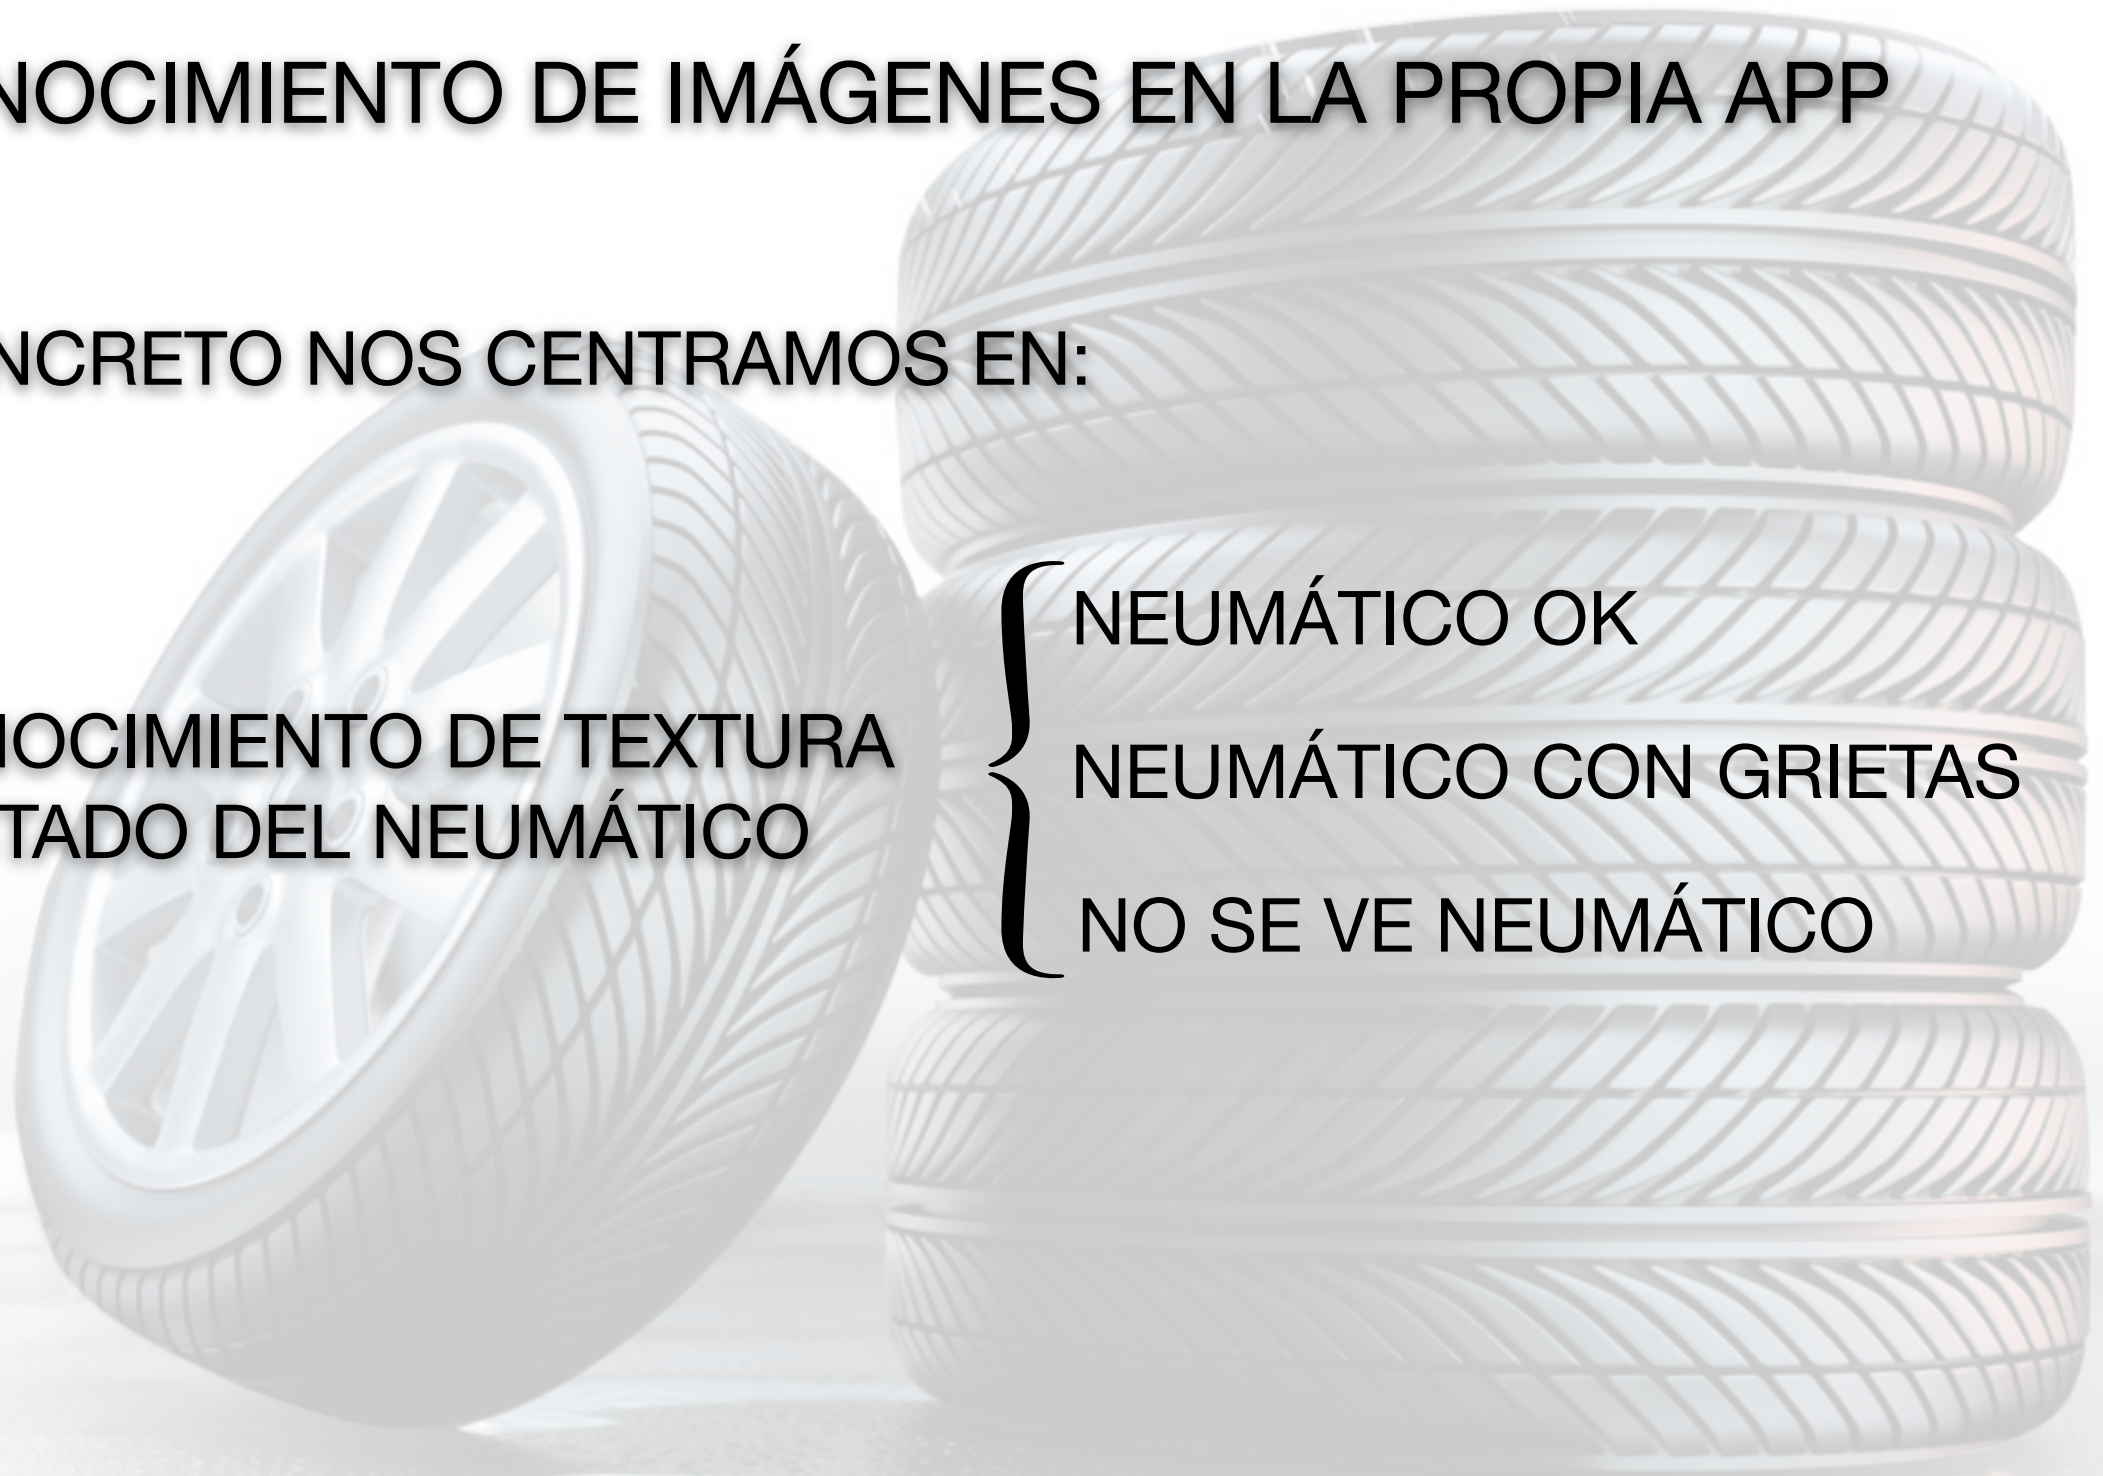 NOCIMIENTO DE IMÁGENES EN LA PROPIA APP
NCRETO NOS CENTRAMOS EN:
NOCIMIENTO DE TEXTURA
TADO DEL NEUMÁTICO
NEUMÁTICO OK
NEUMÁTICO CON GRIETAS
NO SE VE NEUMÁTICO